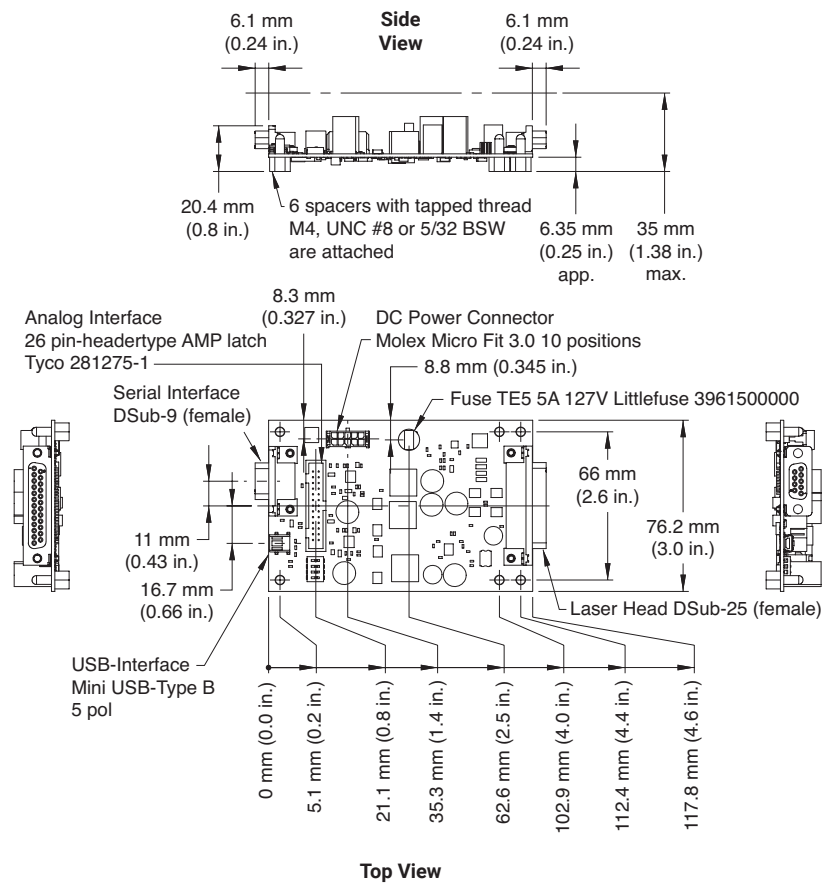 6.1 mm
(0.24 in.)
Side
View
6.1 mm
(0.24 in.)
20.4 mm
(0.8 in.)
6 spacers with tapped thread
M4, UNC #8 or 5/32 BSW
are attached
6.35 mm
(0.25 in.)
app.
35 mm
(1.38 in.)
max.
8.3 mm
(0.327 in.)
Analog Interface
26 pin-headertype AMP latch
Tyco 281275-1
DC Power Connector
Molex Micro Fit 3.0 10 positions
8.8 mm (0.345 in.)
Serial Interface
DSub-9 (female)
Fuse TE5 5A 127V Littlefuse 3961500000
66 mm
(2.6 in.)
76.2 mm
(3.0 in.)
11 mm
(0.43 in.)
16.7 mm
(0.66 in.)
Laser Head DSub-25 (female)
USB-Interface
Mini USB-Type B
5 pol
0 mm (0.0 in.)
5.1 mm (0.2 in.)
21.1 mm (0.8 in.)
35.3 mm (1.4 in.)
62.6 mm (2.5 in.)
102.9 mm (4.0 in.)
112.4 mm (4.4 in.)
117.8 mm (4.6 in.)
Top View